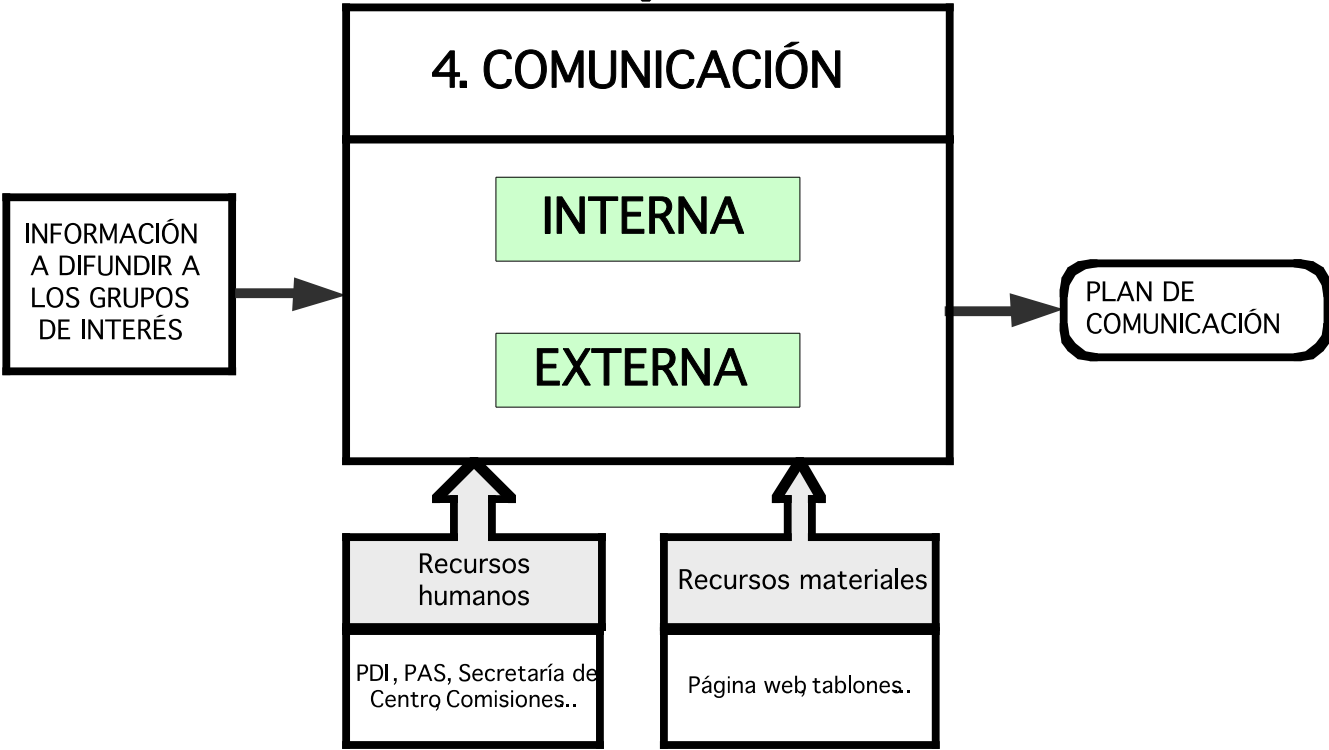 4. COMUNICACIÓN
INTERNA
EXTERNA
INFORMACIÓN
A DIFUNDIR A
LOS GRUPOS
DE INTERÉS
PLAN DE
COMUNICACIÓN
Recursos
humanos
PDI, PAS, Secretaría de
Centro, Comisiones..
Recursos materiales
Página web, tablones..